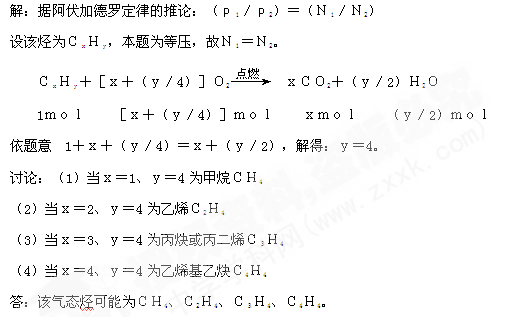 解：据阿伏加德罗定律的推论：（p₁／p₂）＝（N₁／N₂）
设该烃为CₓHᵧ，本题为等压，故N₁＝N₂。
CₓHᵧ＋［x＋（y／4）］O₂ 点燃→ xCO₂＋（y／2）H₂O
1mol ［x＋（y／4）］mol xmol （y／2）mol
依题意 1＋x＋（y／4）＝x＋（y／2），解得：y＝4。
讨论：（1）当x＝1、y＝4为甲烷CH₄
（2）当x＝2、y＝4为乙烯C₂H₄
（3）当x＝3、y＝4为丙炔或丙二烯C₃H₄
（4）当x＝4、y＝4为乙烯基乙炔C₄H₄
答：该气态烃可能为CH₄、C₂H₄、C₃H₄、C₄H₄。